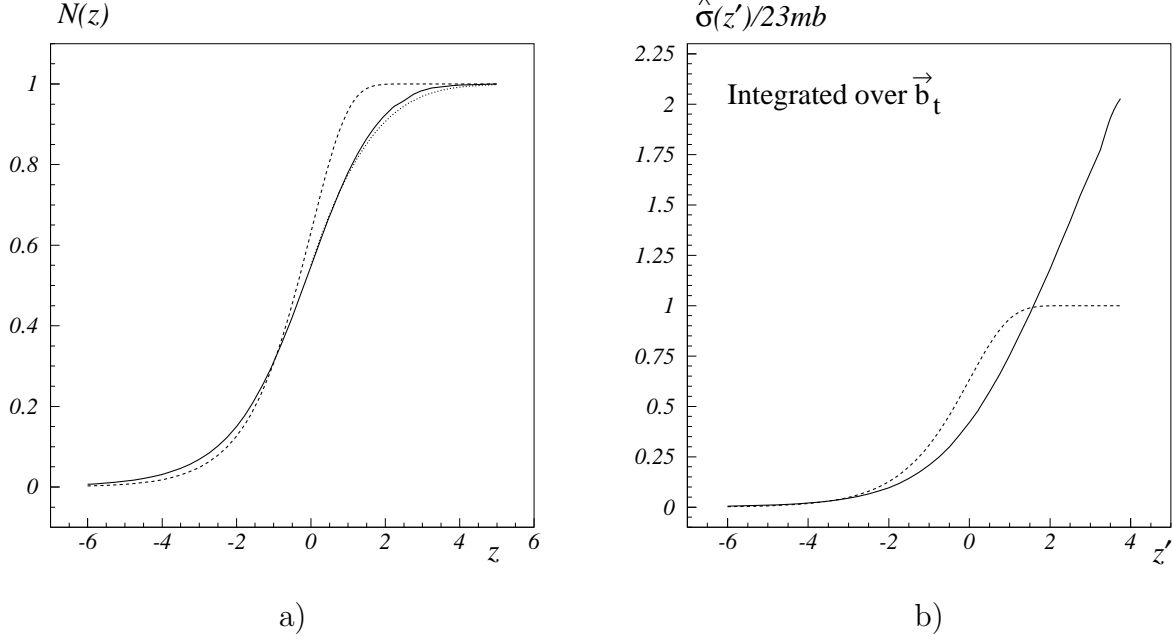 N(z)
1
0.8
0.6
0.4
0.2
0
-6 -4 -2 0 2 4 6
z
a)
σ̂(z′)/23mb
2.25
2
1.75
1.5
1.25
1
0.75
0.5
0.25
0
Integrated over b⃗_t
-6 -4 -2 0 2 4
z′
b)